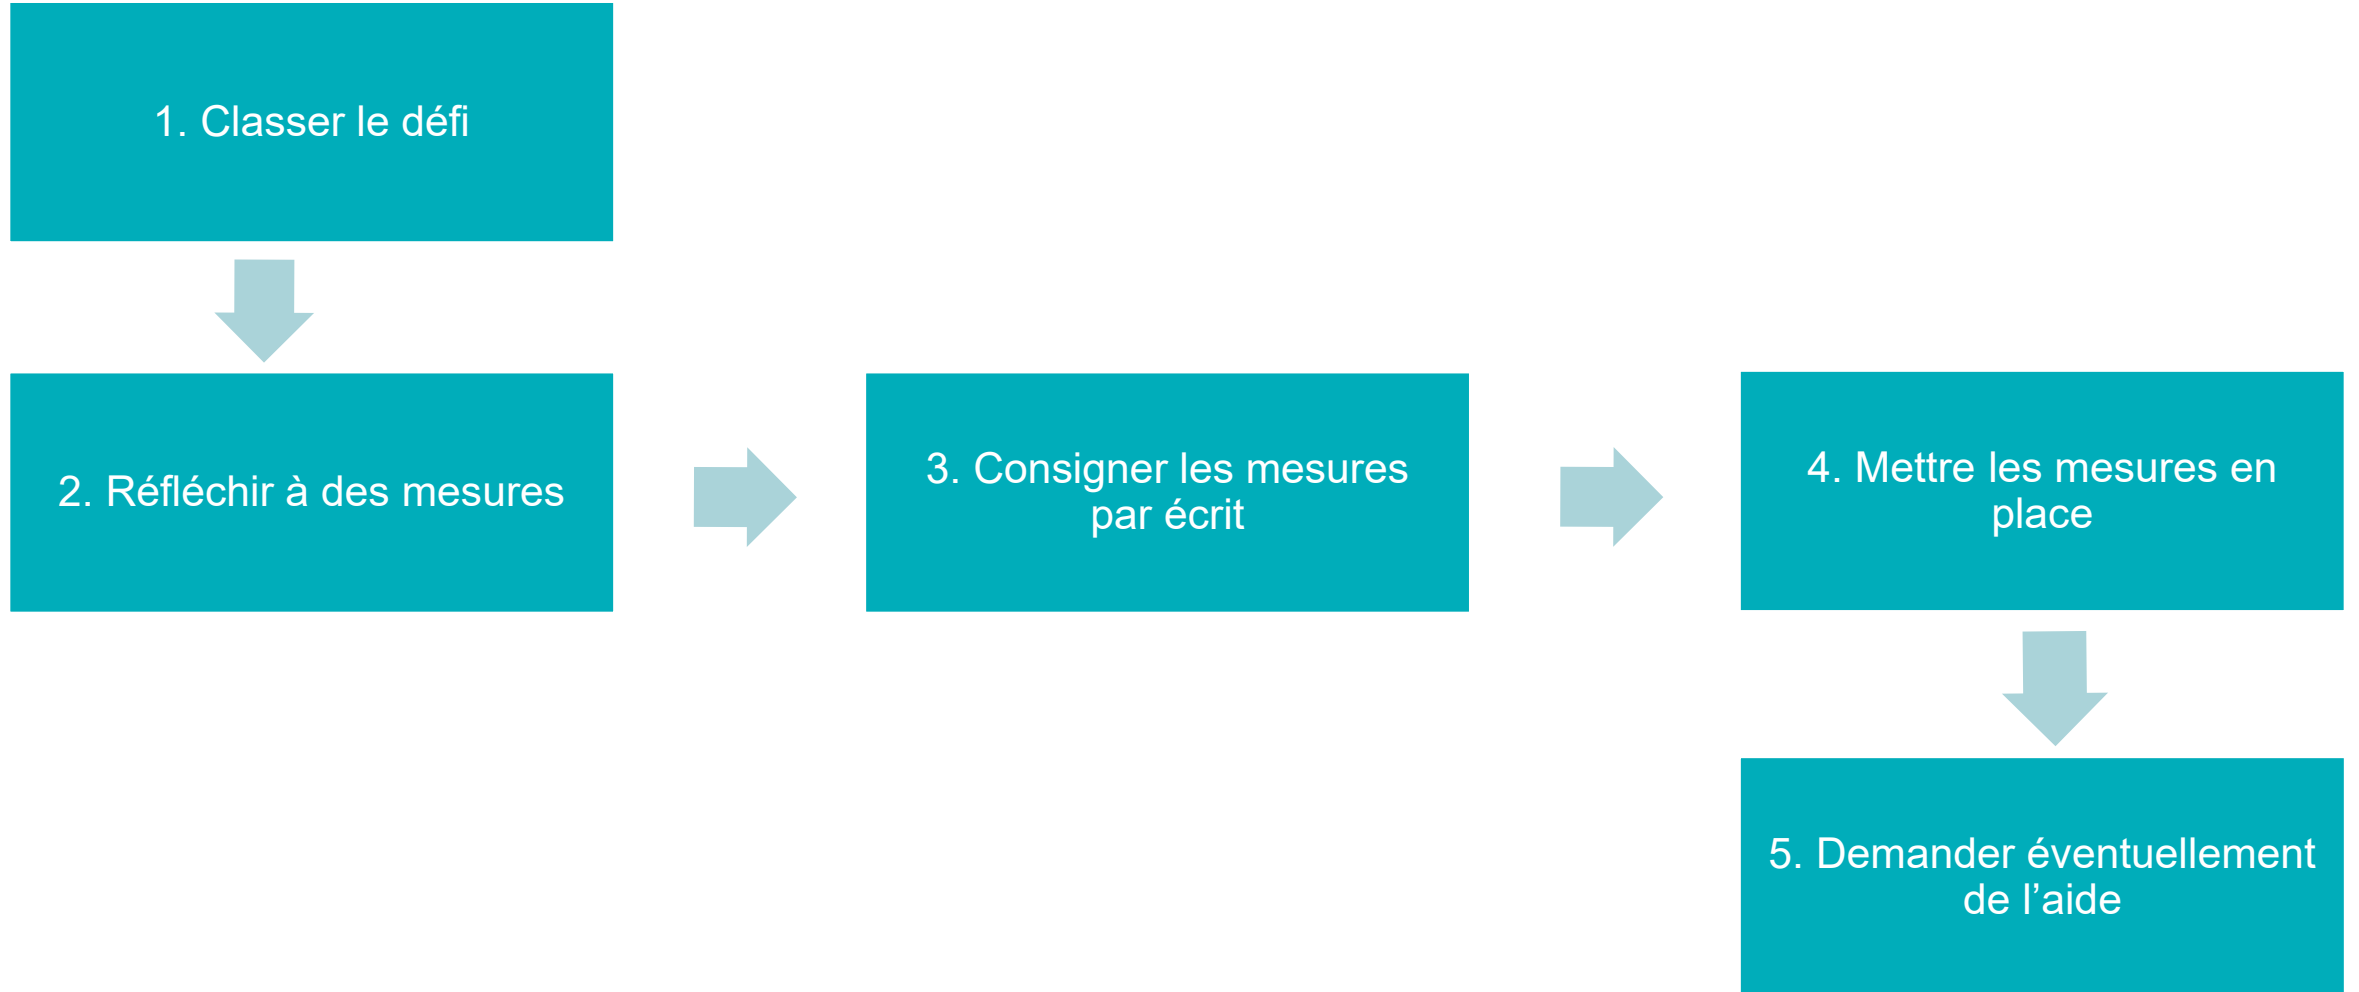 1. Classer le défi
2. Réfléchir à des mesures
3. Consigner les mesures
par écrit
4. Mettre les mesures en
place
5. Demander éventuellement
de l’aide